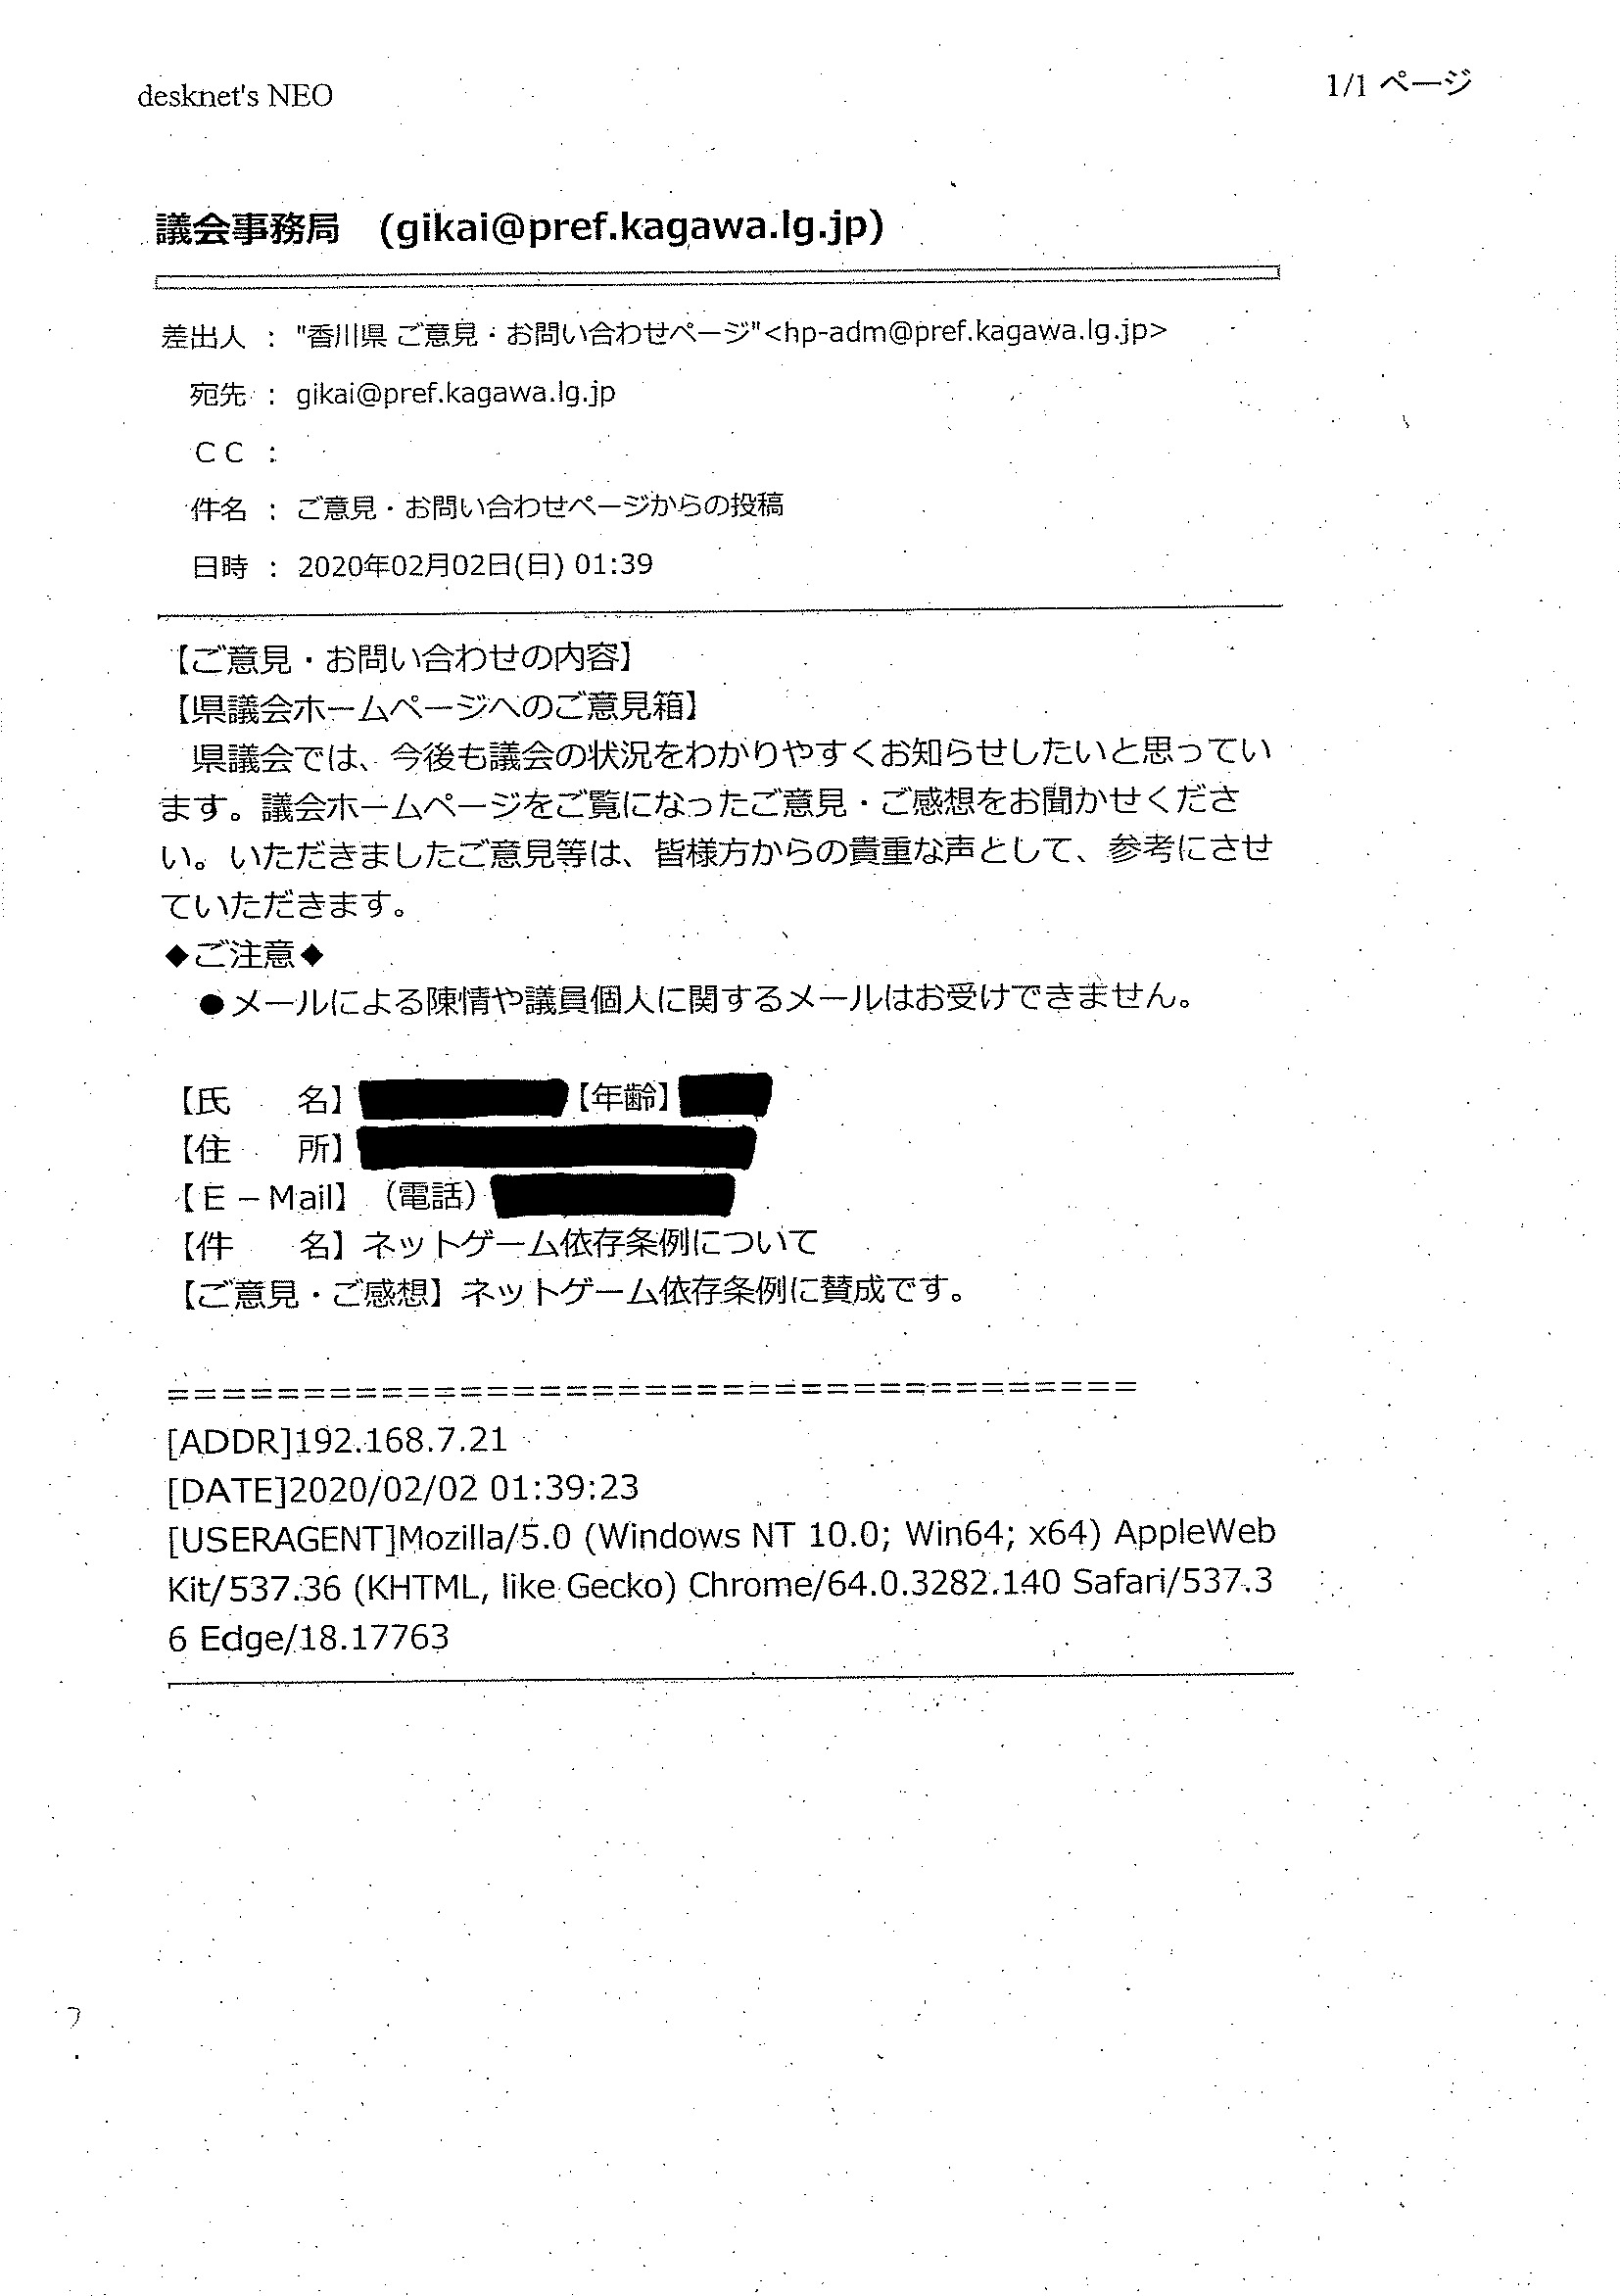 desknet's NEO
1/1 ページ
議会事務局　(gikai@pref.kagawa.lg.jp)
差出人 ： "香川県 ご意見・お問い合わせページ"<hp-adm@pref.kagawa.lg.jp>
宛先 ： gikai@pref.kagawa.lg.jp
ＣＣ ：
件名 ： ご意見・お問い合わせページからの投稿
日時 ： 2020年02月02日(日) 01:39
【ご意見・お問い合わせの内容】
【県議会ホームページへのご意見箱】
　県議会では、今後も議会の状況をわかりやすくお知らせしたいと思ってい
ます。議会ホームページをご覧になったご意見・ご感想をお聞かせくださ
い。いただきましたご意見等は、皆様方からの貴重な声として、参考にさせ
ていただきます。
◆ご注意◆
　●メールによる陳情や議員個人に関するメールはお受けできません。
【氏　　名】【年齢】
【住　　所】
【Ｅ－Mail】（電話）
【件　　名】ネットゲーム依存条例について
【ご意見・ご感想】ネットゲーム依存条例に賛成です。
=====================================
[ADDR]192.168.7.21
[DATE]2020/02/02 01:39:23
[USERAGENT]Mozilla/5.0 (Windows NT 10.0; Win64; x64) AppleWeb
Kit/537.36 (KHTML, like Gecko) Chrome/64.0.3282.140 Safari/537.3
6 Edge/18.17763